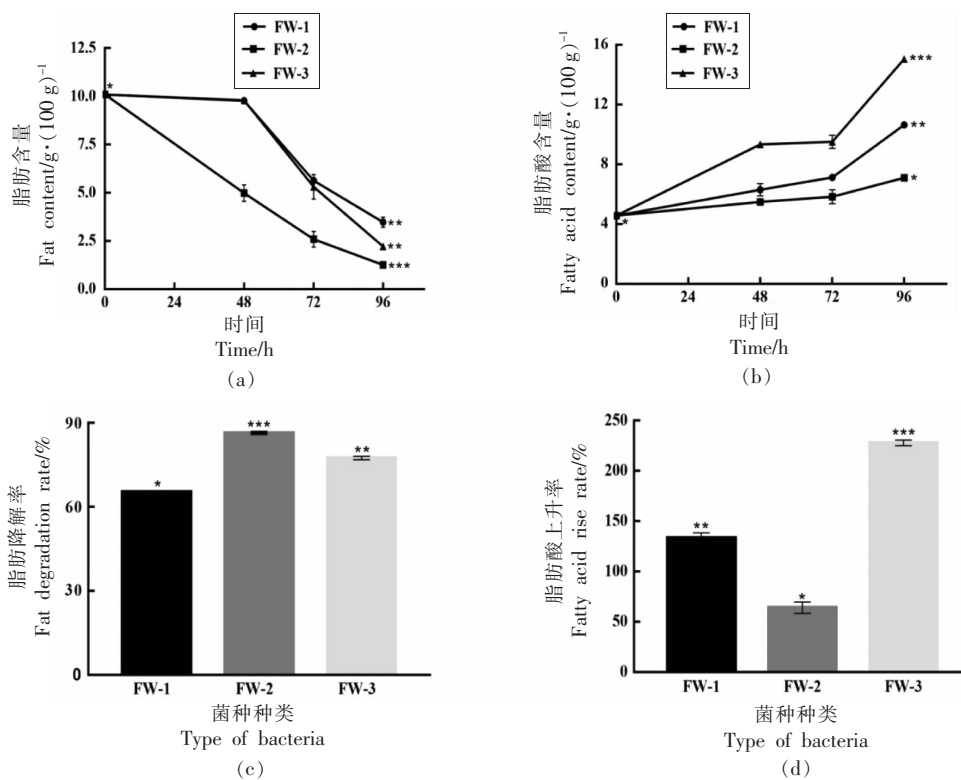 FW-1
FW-2
FW-3
12.5
10.0
7.5
5.0
2.5
0.0
*
**
**
***
0
24
48
72
96
脂肪含量/g·(100 g)⁻¹
Fat content/g·(100 g)⁻¹
时间
Time/h
(a)
FW-1
FW-2
FW-3
16
12
8
4
0
***
**
*
*
0
24
48
72
96
脂肪酸含量/g·(100 g)⁻¹
Fatty acid content/g·(100 g)⁻¹
时间
Time/h
(b)
90
60
30
0
*
***
**
FW-1 FW-2 FW-3
脂肪降解率
Fat degradation rate/%
菌种种类
Type of bacteria
(c)
250
200
150
100
50
0
**
*
***
FW-1 FW-2 FW-3
脂肪酸上升率
Fatty acid rise rate/%
菌种种类
Type of bacteria
(d)